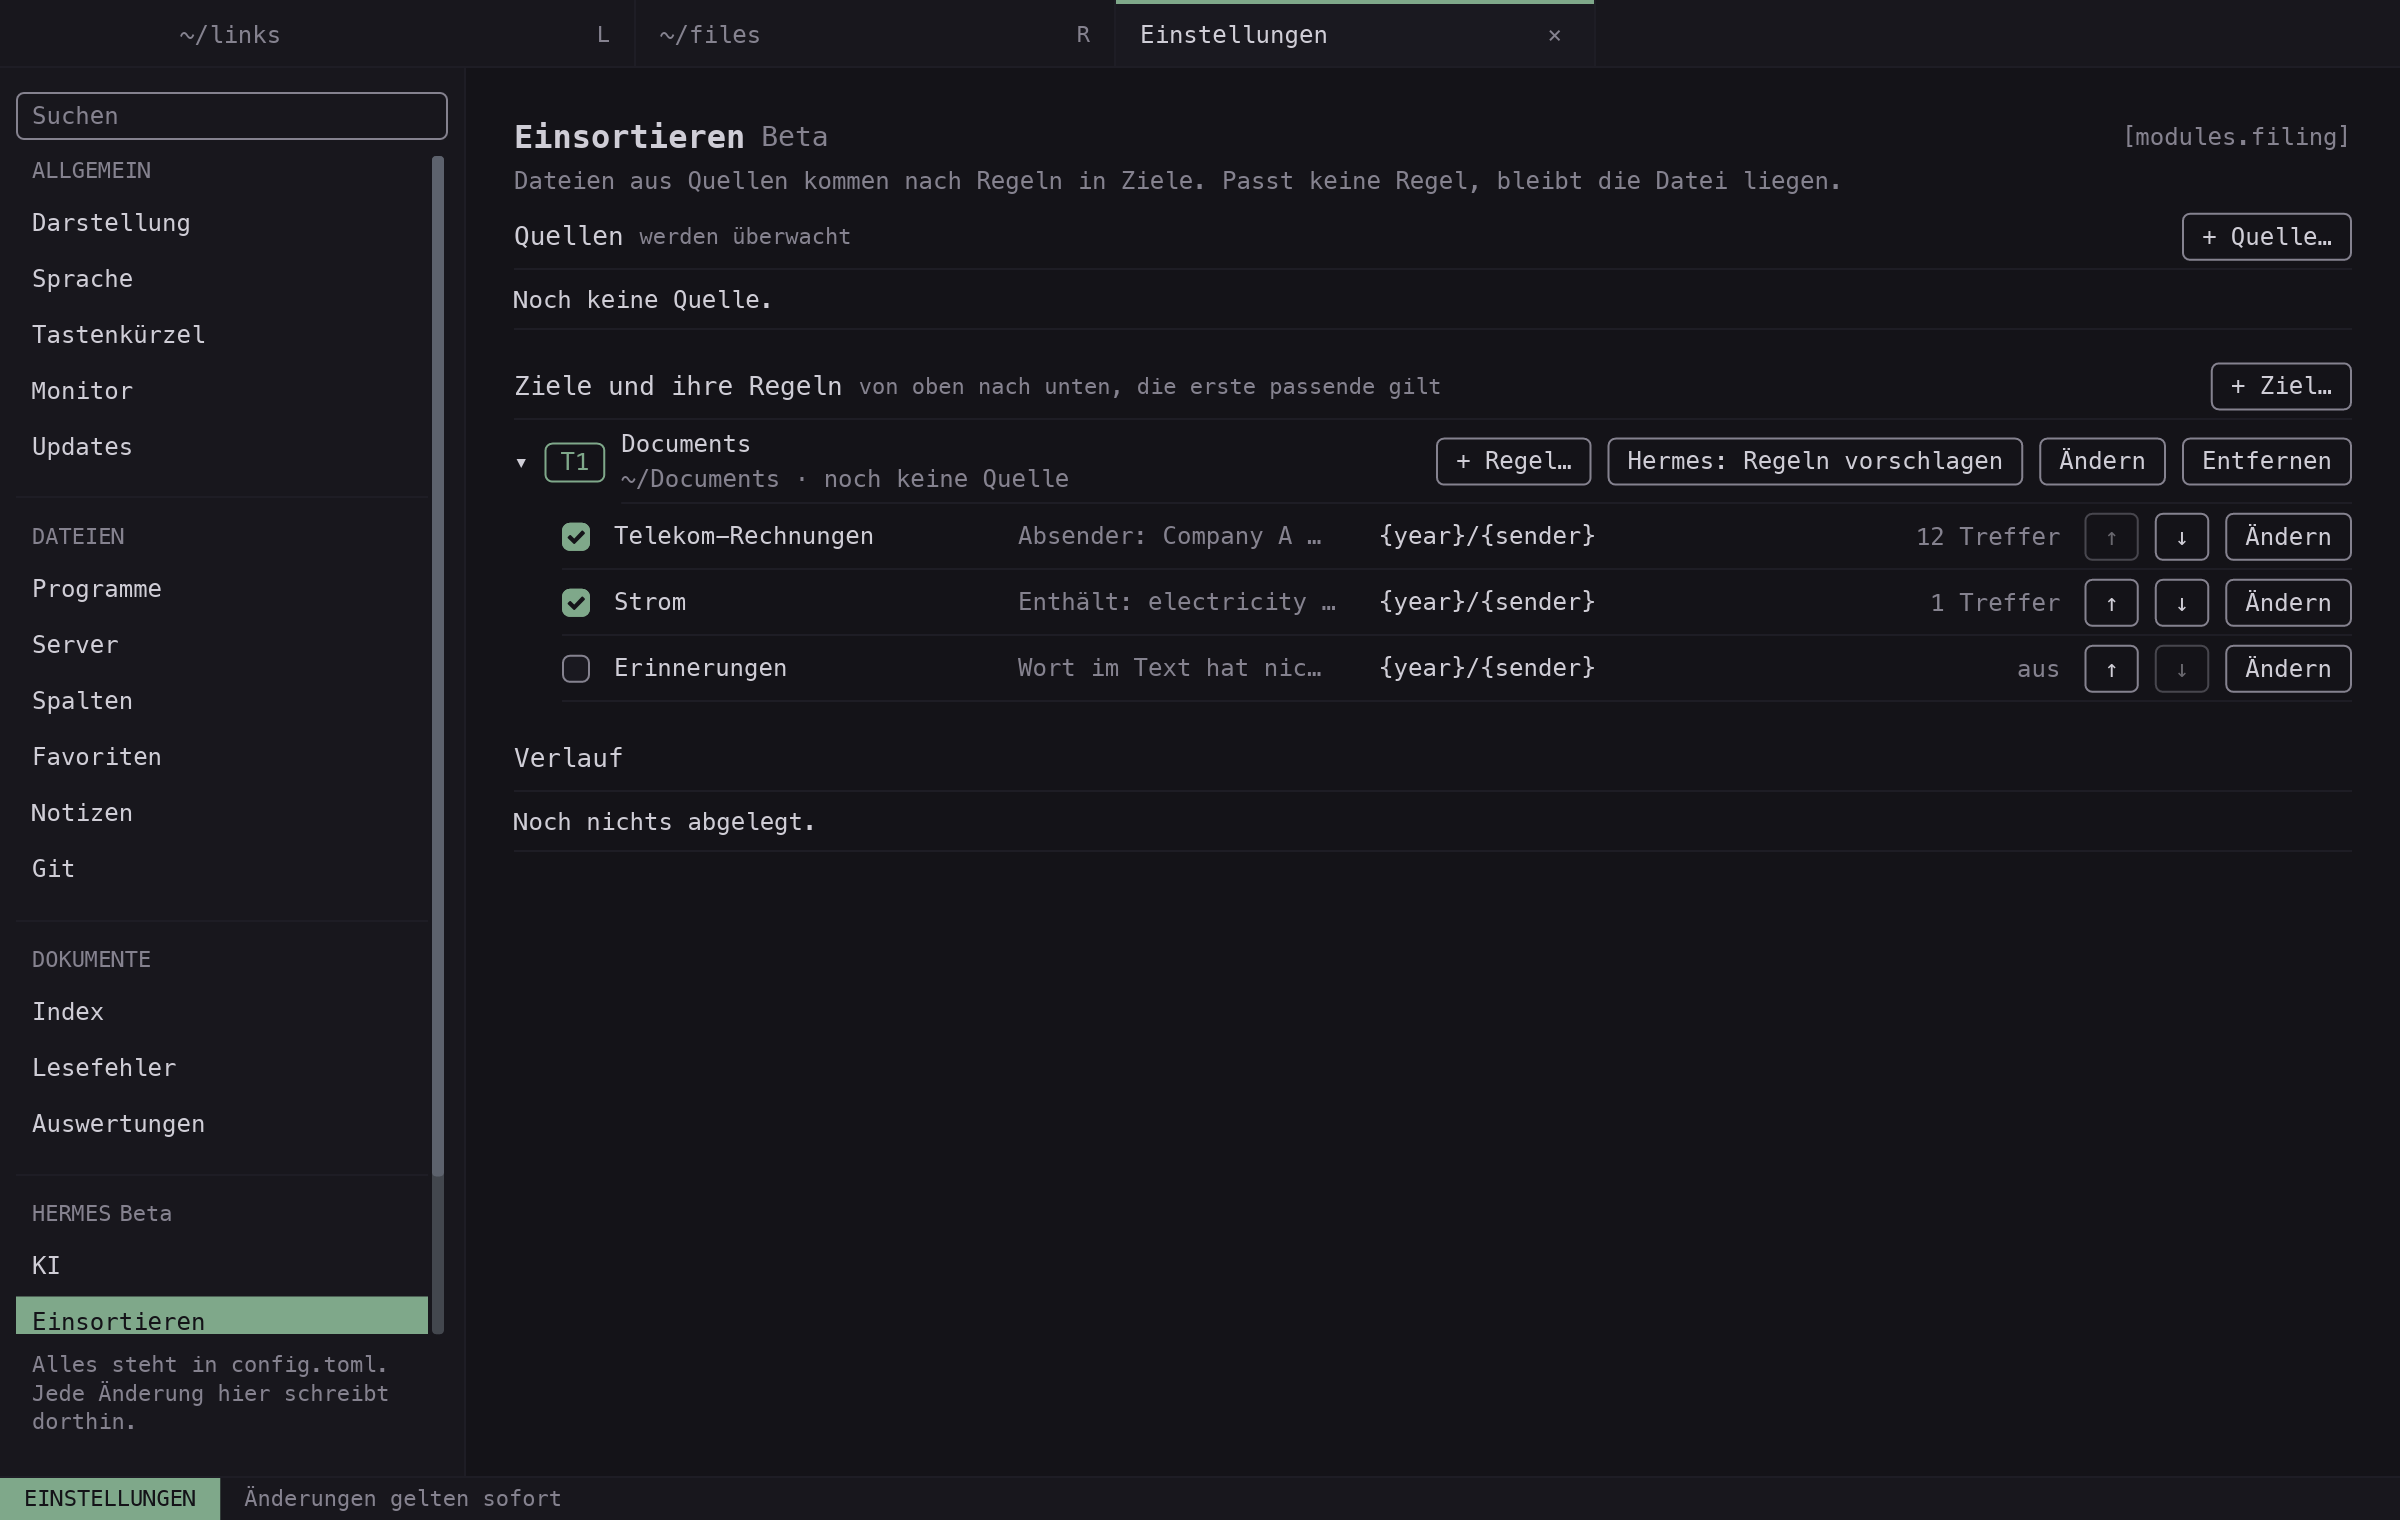 ~/links L ~/files R Einstellungen ×
Suchen
ALLGEMEIN
Darstellung
Sprache
Tastenkürzel
Monitor
Updates
DATEIEN
Programme
Server
Spalten
Favoriten
Notizen
Git
DOKUMENTE
Index
Lesefehler
Auswertungen
HERMES Beta
KI
Einsortieren
Alles steht in config.toml.
Jede Änderung hier schreibt
dorthin.
Einsortieren Beta [modules.filing]
Dateien aus Quellen kommen nach Regeln in Ziele. Passt keine Regel, bleibt die Datei liegen.
Quellen werden überwacht + Quelle…
Noch keine Quelle.
Ziele und ihre Regeln von oben nach unten, die erste passende gilt + Ziel…
▾ T1 Documents + Regel… Hermes: Regeln vorschlagen Ändern Entfernen
~/Documents · noch keine Quelle
Telekom-Rechnungen Absender: Company A … {year}/{sender} 12 Treffer ↑ ↓ Ändern
Strom Enthält: electricity … {year}/{sender} 1 Treffer ↑ ↓ Ändern
Erinnerungen Wort im Text hat nic… {year}/{sender} aus ↑ ↓ Ändern
Verlauf
Noch nichts abgelegt.
EINSTELLUNGEN Änderungen gelten sofort